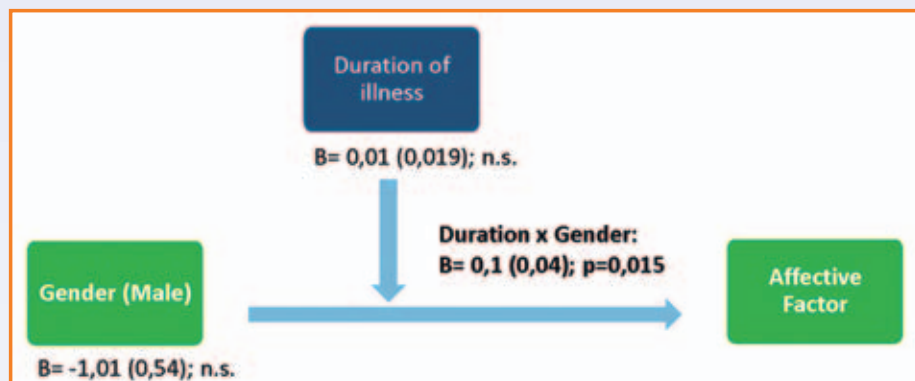 Duration of
illness
B= 0,01 (0,019); n.s.
Duration x Gender:
B= 0,1 (0,04); p=0,015
Gender (Male)
Affective
Factor
B= -1,01 (0,54); n.s.